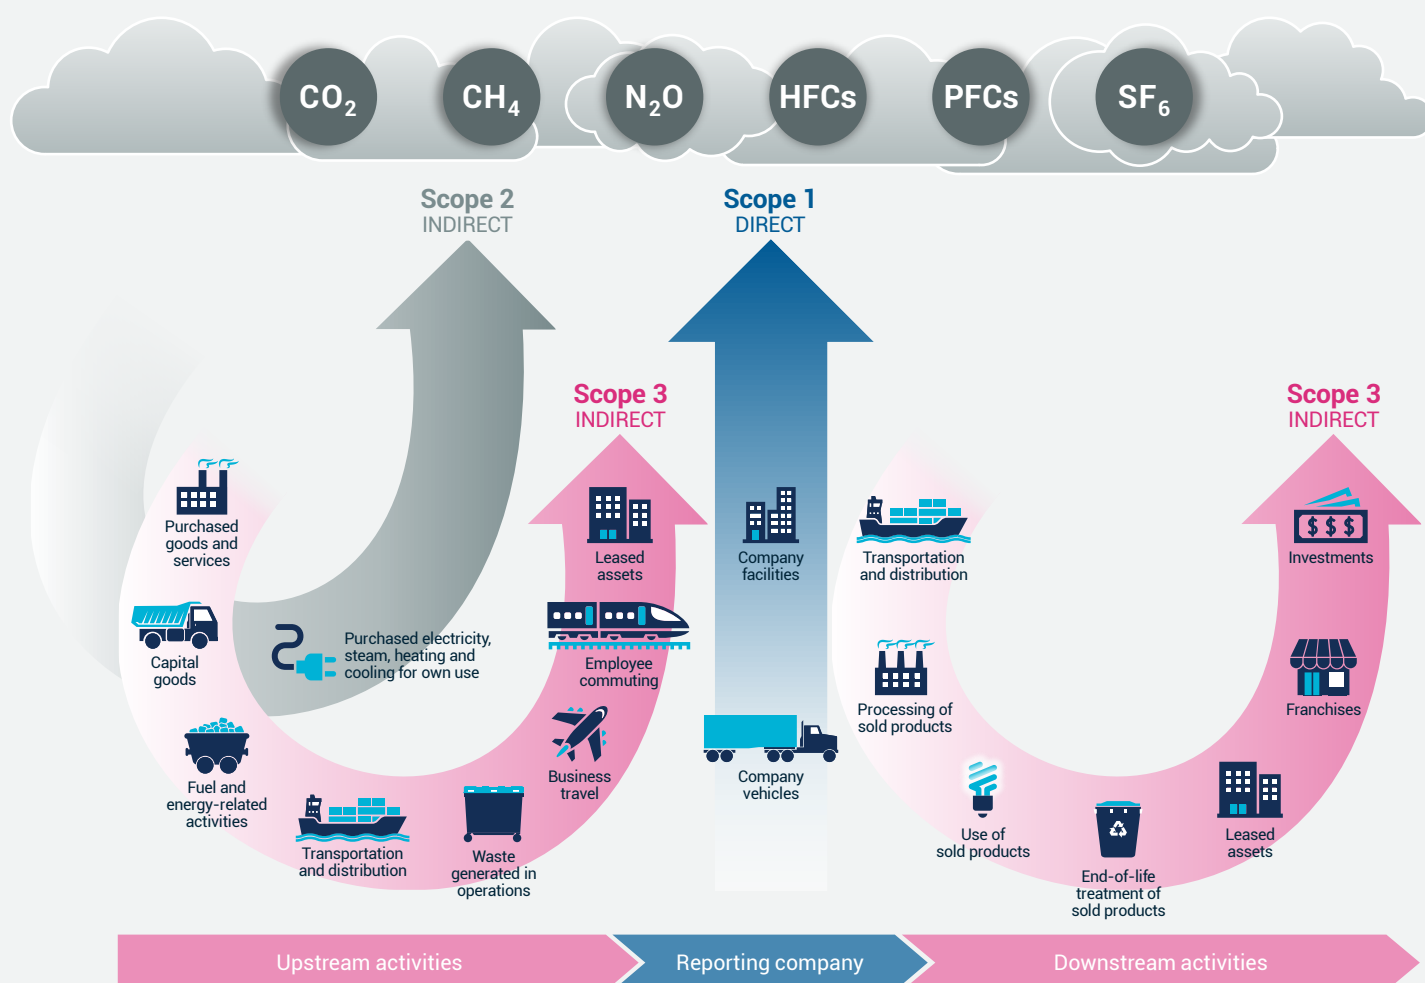 CO₂
CH₄
N₂O
HFCs
PFCs
SF₆
Scope 2
INDIRECT
Scope 1
DIRECT
Scope 3
INDIRECT
Scope 3
INDIRECT
Purchased
goods and
services
Capital
goods
Fuel and
energy-related
activities
Transportation
and distribution
Waste
generated in
operations
Business
travel
Employee
commuting
Leased
assets
Purchased electricity,
steam, heating and
cooling for own use
Company
facilities
Company
vehicles
Transportation
and distribution
Processing of
sold products
Use of
sold products
End-of-life
treatment of
sold products
Leased
assets
Franchises
$ $ $
Investments
Upstream activities
Reporting company
Downstream activities